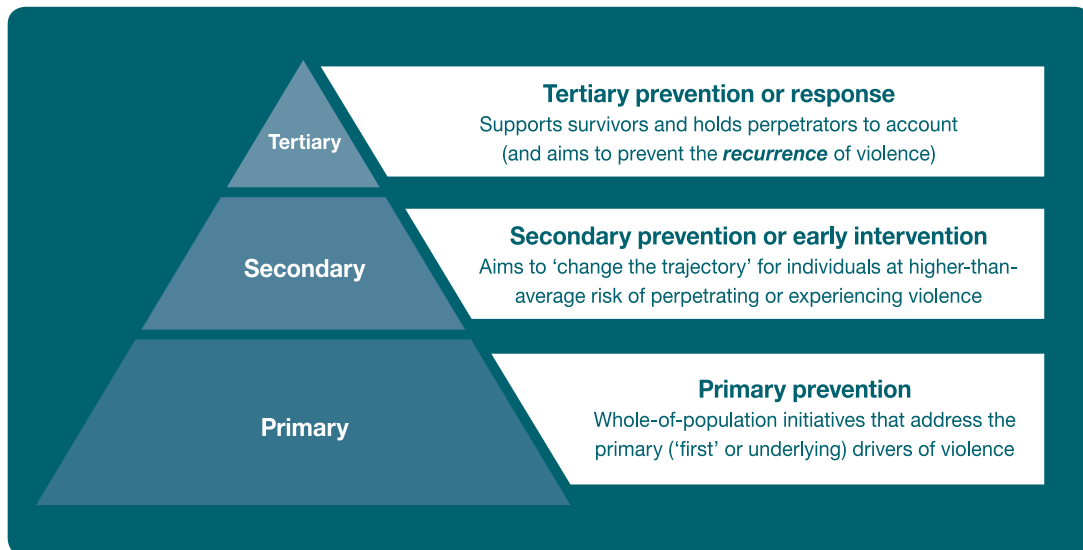 Tertiary
Tertiary prevention or response
Supports survivors and holds perpetrators to account
(and aims to prevent the recurrence of violence)
Secondary
Secondary prevention or early intervention
Aims to ‘change the trajectory’ for individuals at higher-than-
average risk of perpetrating or experiencing violence
Primary
Primary prevention
Whole-of-population initiatives that address the
primary (‘first’ or underlying) drivers of violence